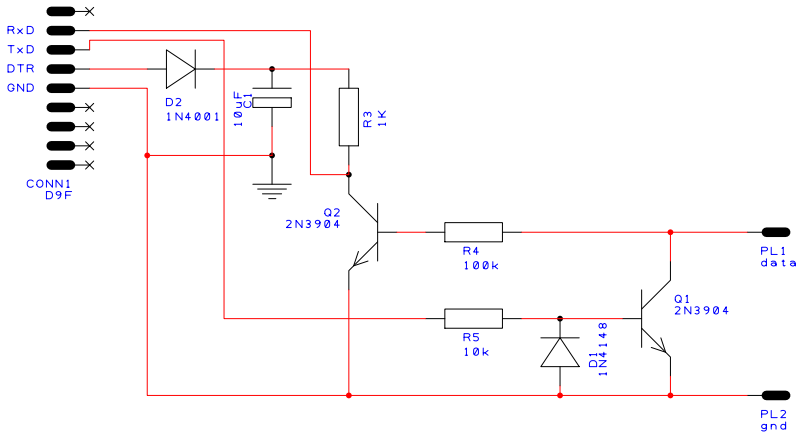 RxD
TxD
DTR
GND
CONN1
D9F
D2
1N4001
10uF
C1
R3
1K
Q2
2N3904
R4
100k
PL1
data
Q1
2N3904
R5
10k
D1
1N4148
PL2
gnd